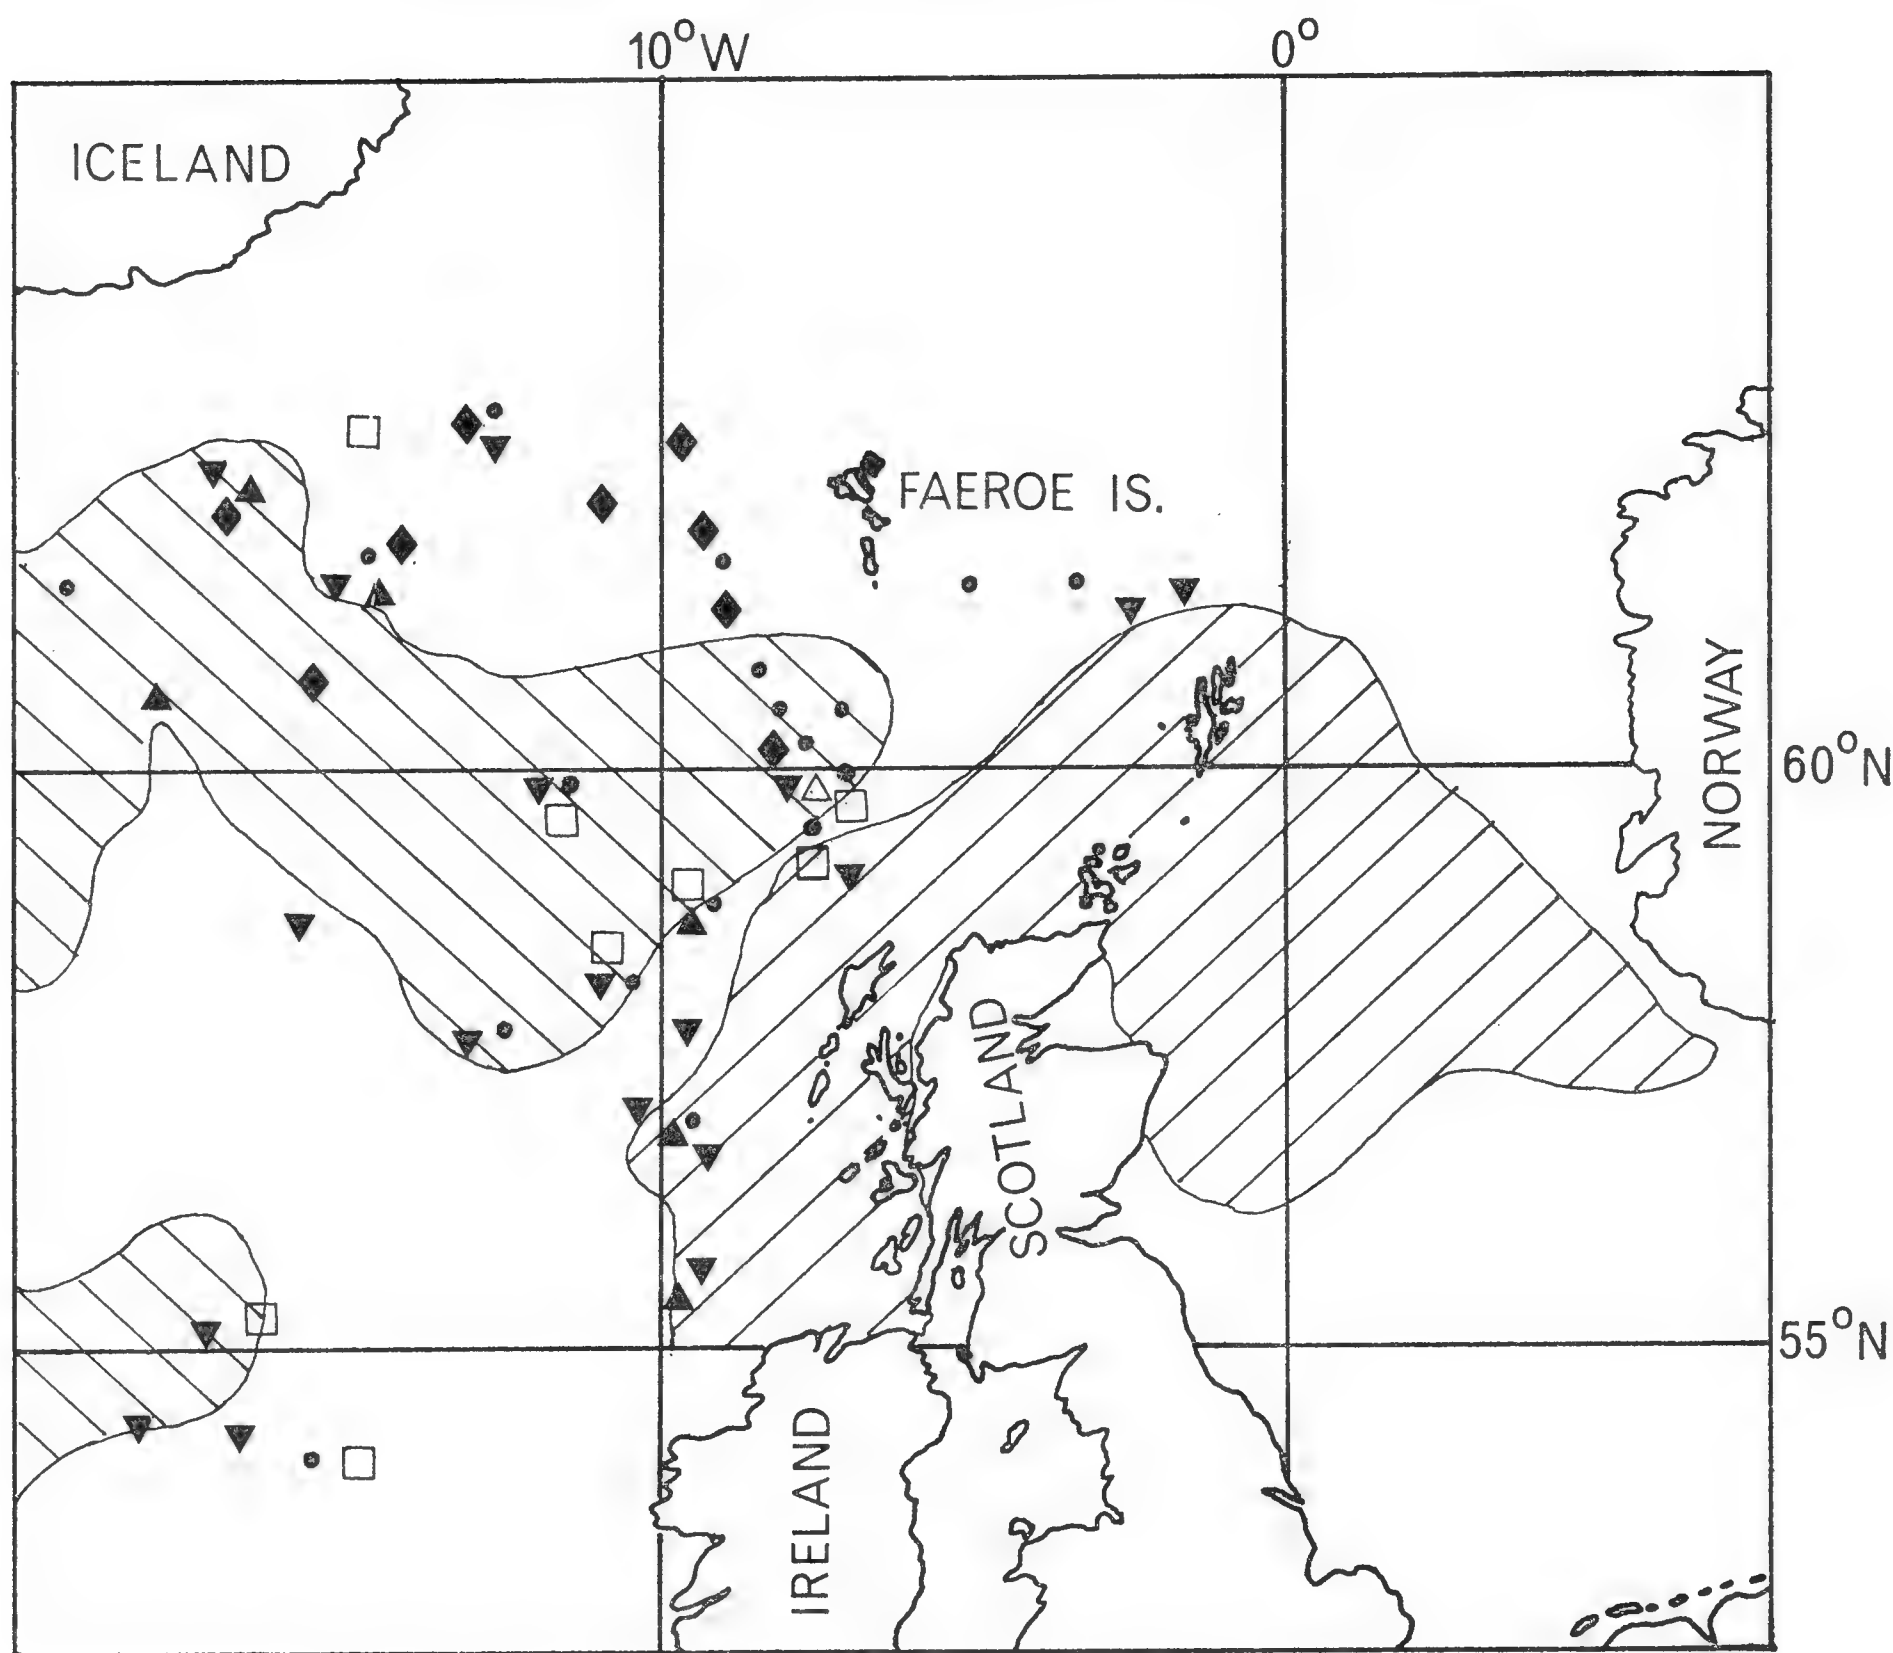 10°W
0°
ICELAND
FAEROE IS.
NORWAY
60°N
SCOTLAND
55°N
IRELAND